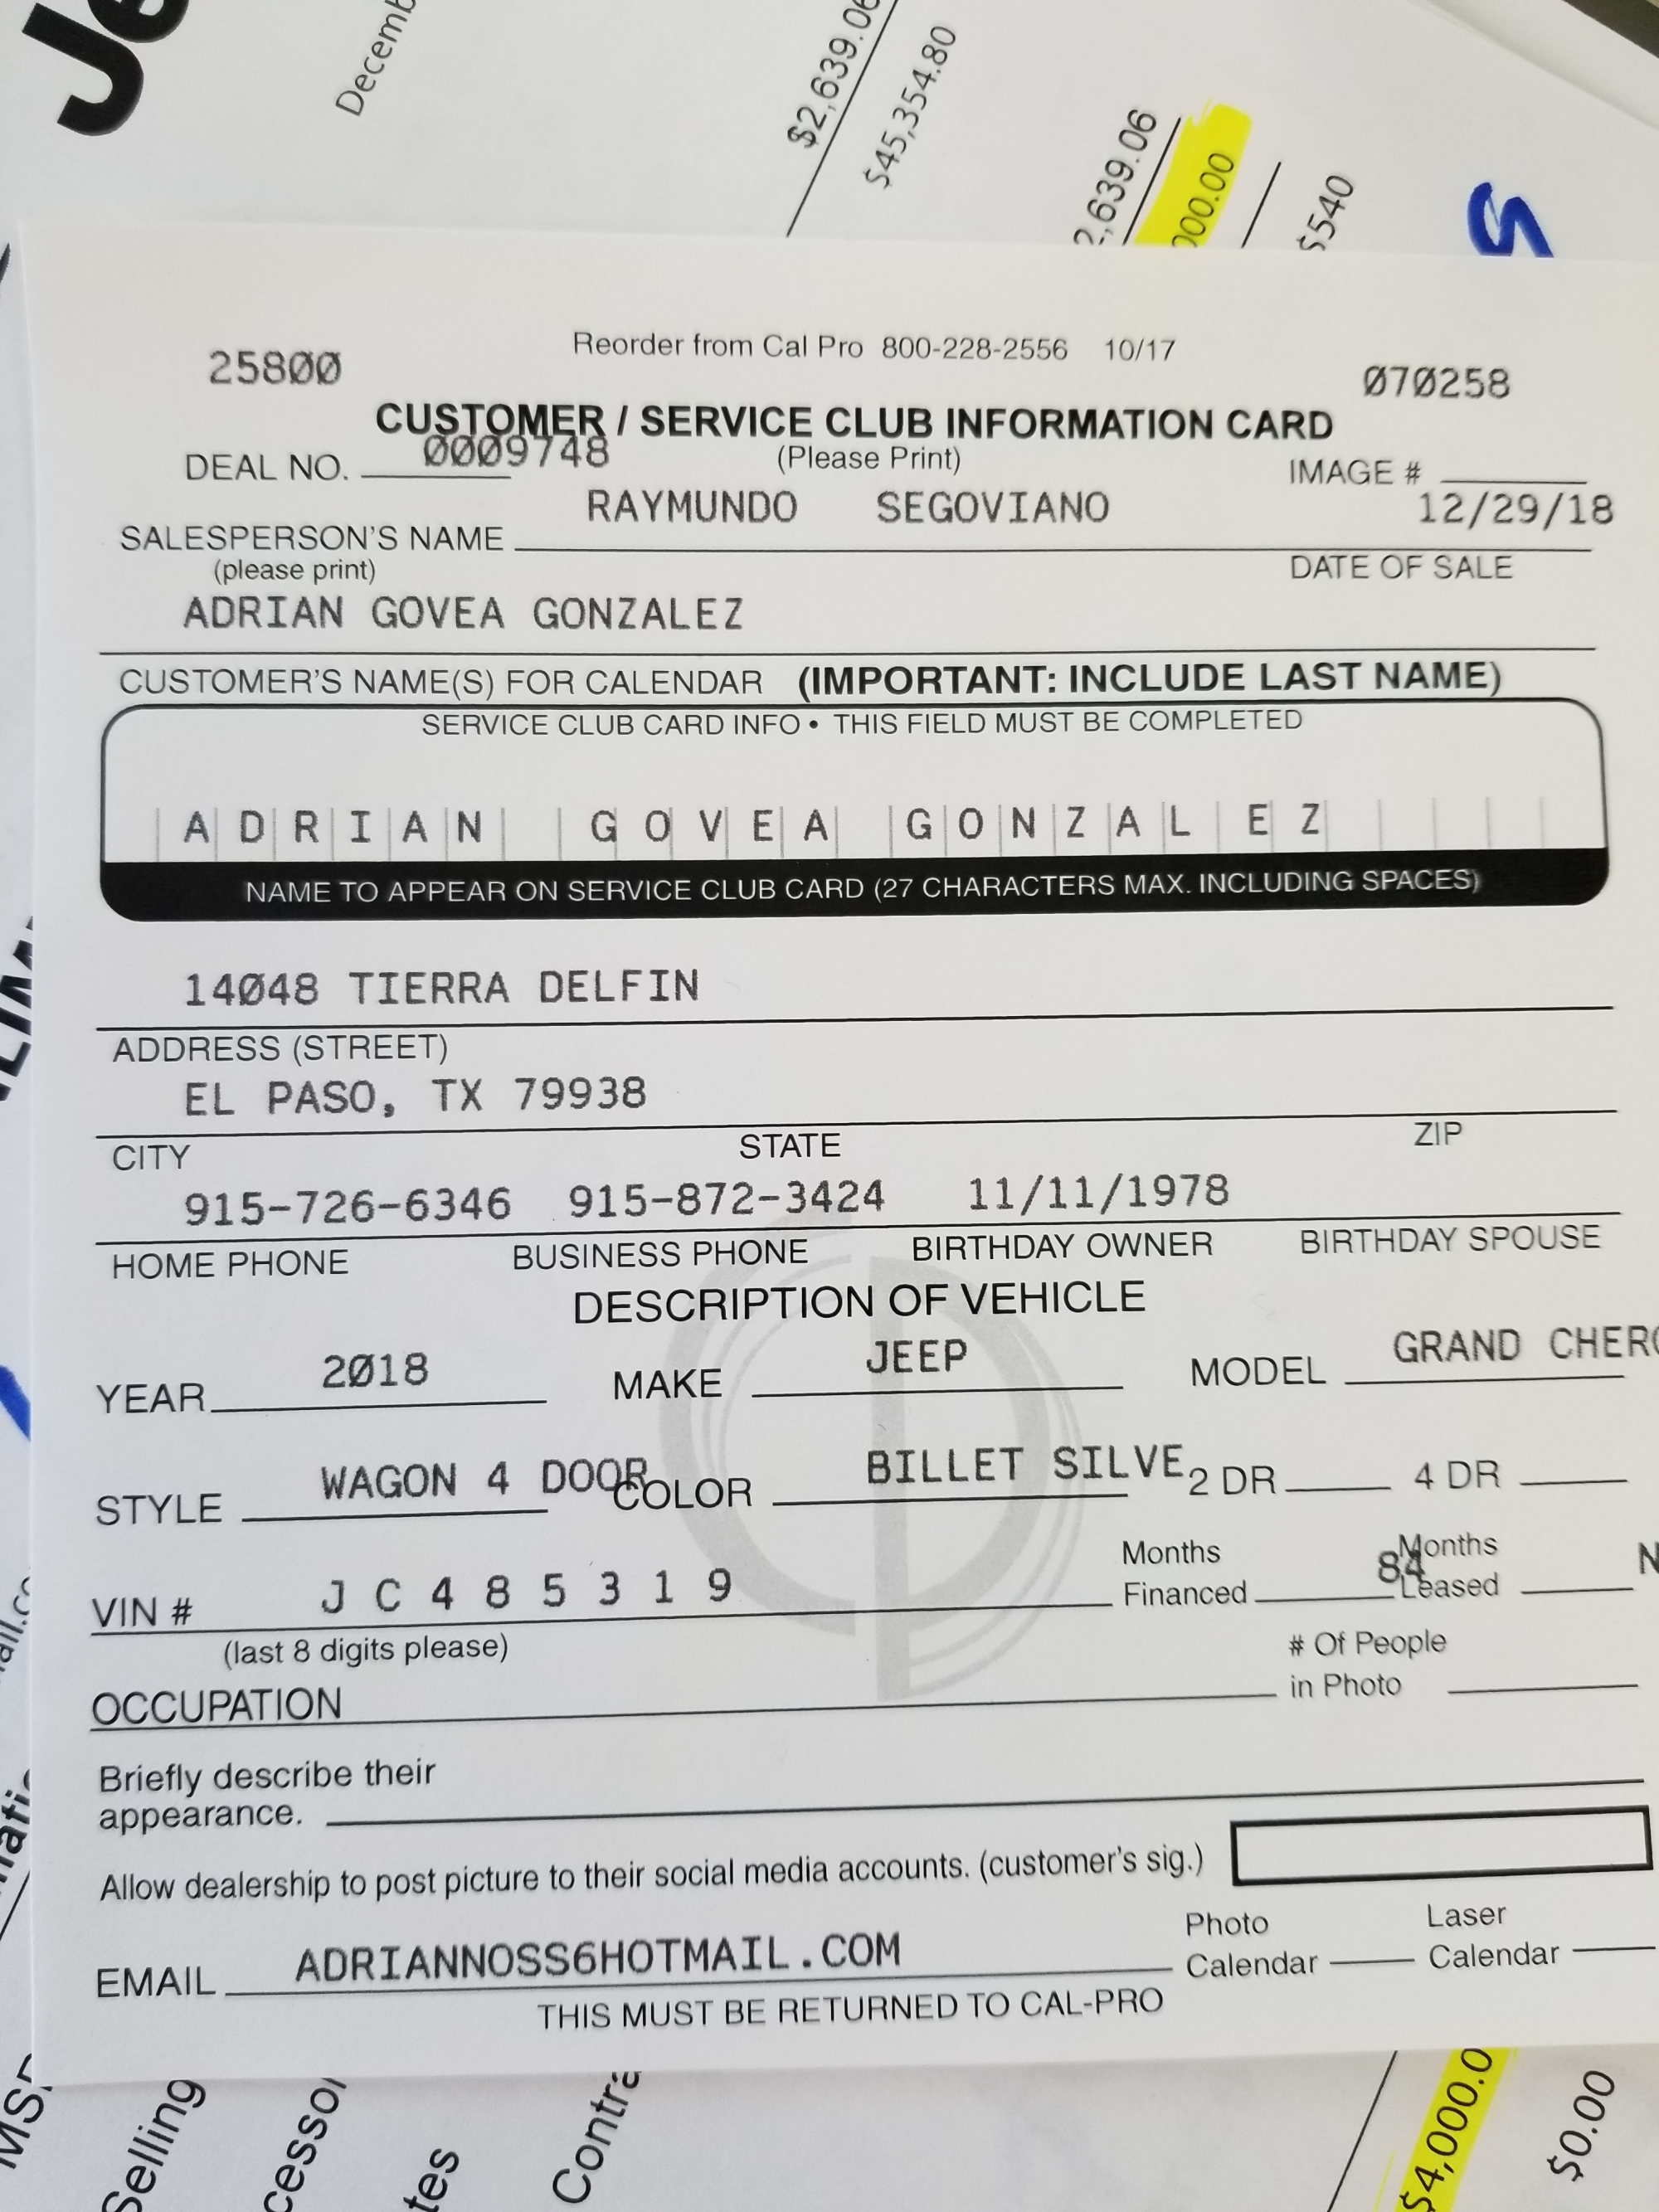 Je
$2,639.06
$45,354.80
2,639.06
000.00
$540
25800
Reorder from Cal Pro 800-228-2556 10/17
070258
CUSTOMER / SERVICE CLUB INFORMATION CARD
DEAL NO. 0009748
(Please Print)
IMAGE #
RAYMUNDO SEGOVIANO
12/29/18
SALESPERSON'S NAME
(please print)
DATE OF SALE
ADRIAN GOVEA GONZALEZ
CUSTOMER'S NAME(S) FOR CALENDAR (IMPORTANT: INCLUDE LAST NAME)
SERVICE CLUB CARD INFO • THIS FIELD MUST BE COMPLETED
ADRIAN GOVEA GONZALEZ
NAME TO APPEAR ON SERVICE CLUB CARD (27 CHARACTERS MAX. INCLUDING SPACES)
14048 TIERRA DELFIN
ADDRESS (STREET)
EL PASO, TX 79938
CITY STATE ZIP
915-726-6346 915-872-3424 11/11/1978
HOME PHONE BUSINESS PHONE BIRTHDAY OWNER BIRTHDAY SPOUSE
DESCRIPTION OF VEHICLE
YEAR 2018 MAKE JEEP MODEL GRAND CHERO
STYLE WAGON 4 DOOR COLOR BILLET SILVE 2 DR 4 DR
VIN # J C 4 8 5 3 1 9 Months Financed 84 Months Leased N
(last 8 digits please)
# Of People
OCCUPATION in Photo
Briefly describe their
appearance.
Allow dealership to post picture to their social media accounts. (customer's sig.)
Photo Laser
EMAIL ADRIANNOSS6HOTMAIL.COM Calendar Calendar
THIS MUST BE RETURNED TO CAL-PRO
Selling
Contra
$4,000.0
$0.00